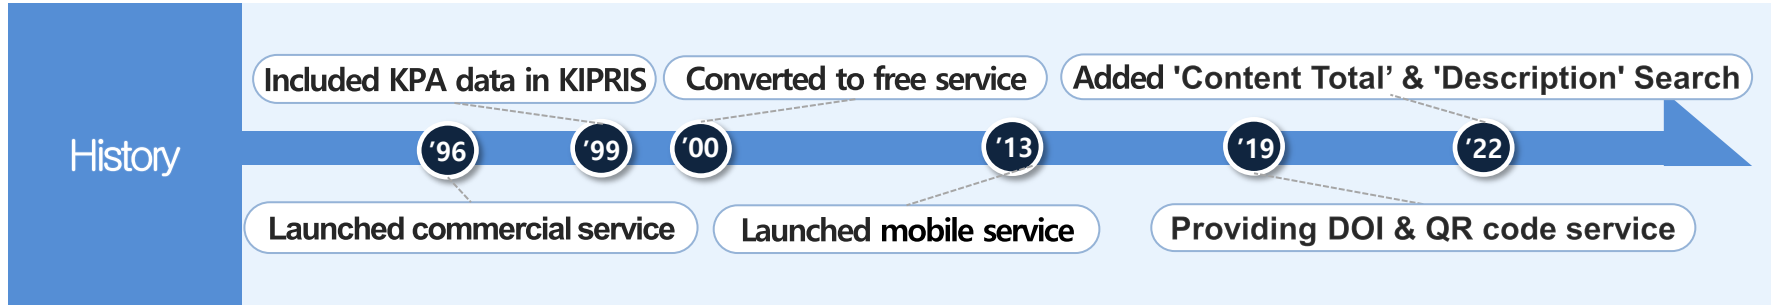 Included KPA data in KIPRIS
Converted to free service
Added 'Content Total’ & 'Description' Search
History
’96
’99
’00
’13
’19
’22
Launched commercial service
Launched mobile service
Providing DOI & QR code service